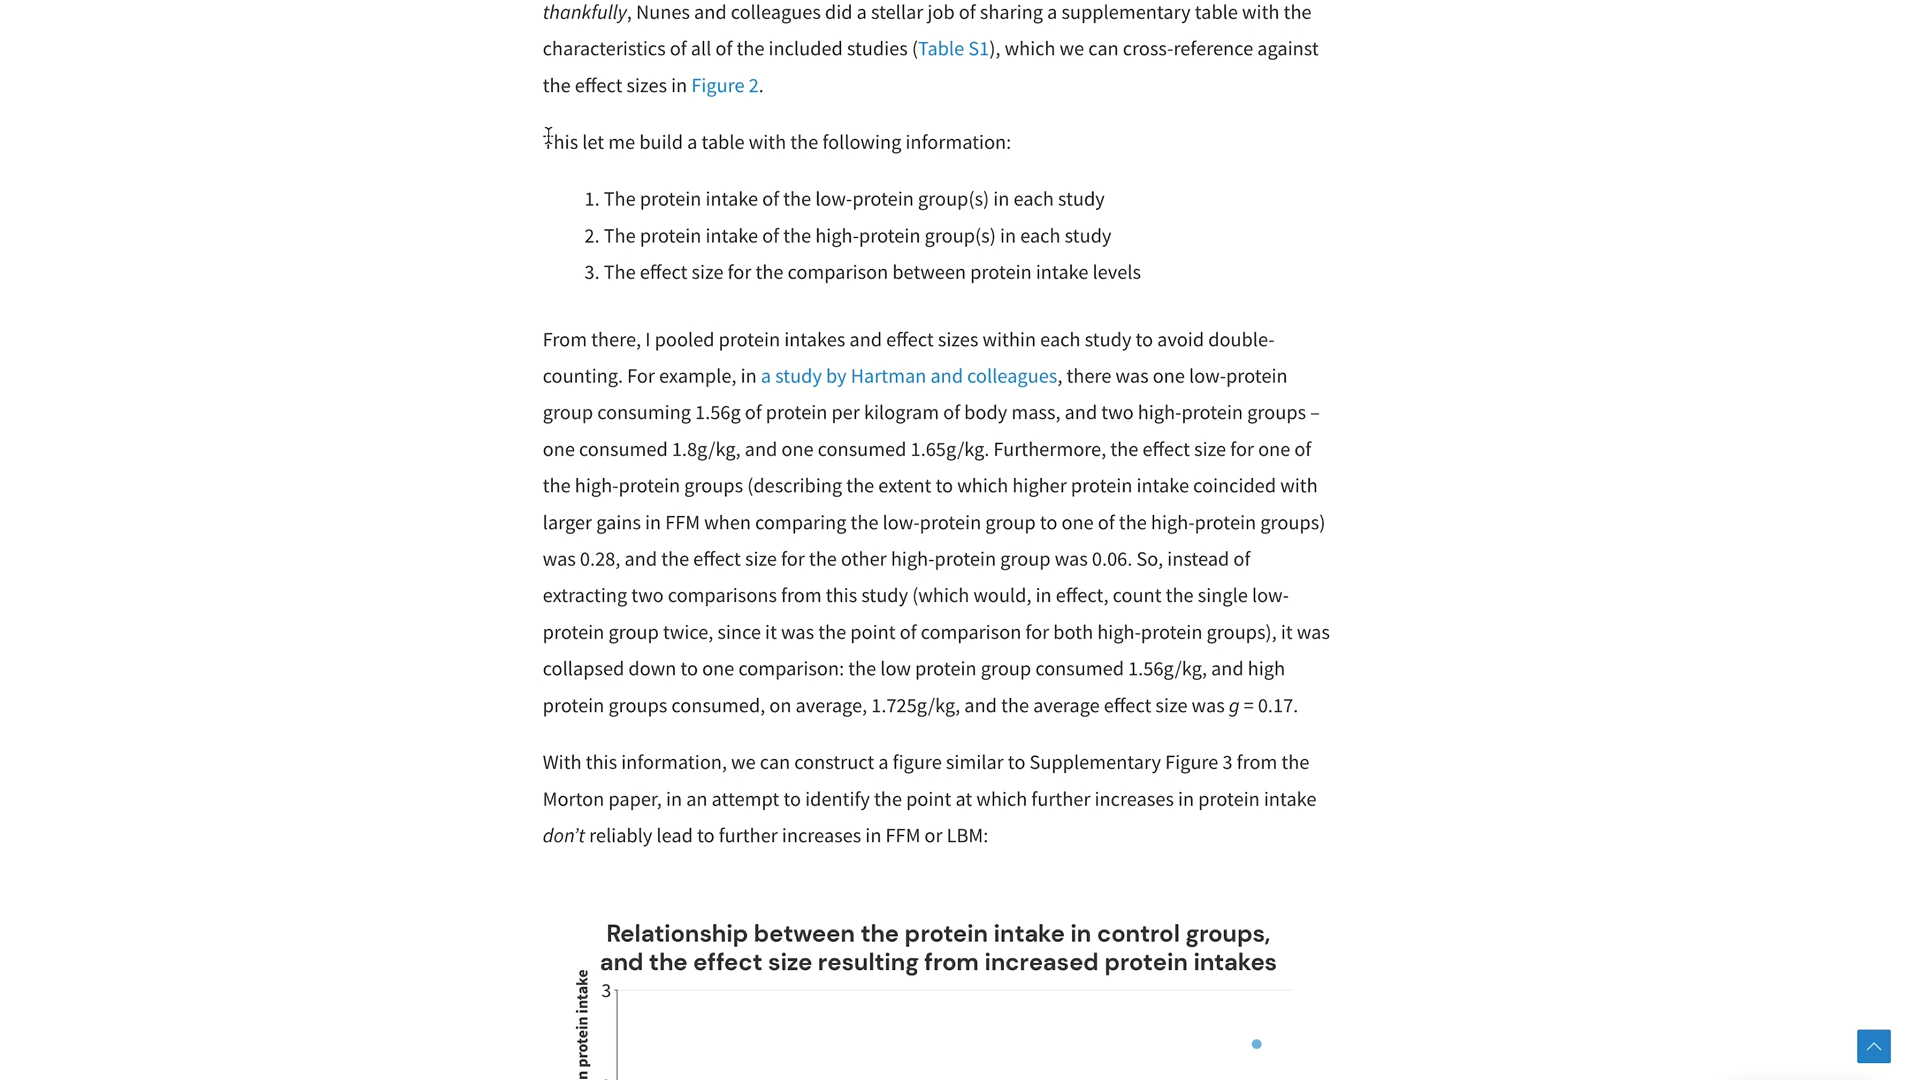 thankfully, Nunes and colleagues did a stellar job of sharing a supplementary table with the
characteristics of all of the included studies (Table S1), which we can cross-reference against
the effect sizes in Figure 2.
This let me build a table with the following information:
1. The protein intake of the low-protein group(s) in each study
2. The protein intake of the high-protein group(s) in each study
3. The effect size for the comparison between protein intake levels
From there, I pooled protein intakes and effect sizes within each study to avoid double-
counting. For example, in a study by Hartman and colleagues, there was one low-protein
group consuming 1.56g of protein per kilogram of body mass, and two high-protein groups –
one consumed 1.8g/kg, and one consumed 1.65g/kg. Furthermore, the effect size for one of
the high-protein groups (describing the extent to which higher protein intake coincided with
larger gains in FFM when comparing the low-protein group to one of the high-protein groups)
was 0.28, and the effect size for the other high-protein group was 0.06. So, instead of
extracting two comparisons from this study (which would, in effect, count the single low-
protein group twice, since it was the point of comparison for both high-protein groups), it was
collapsed down to one comparison: the low protein group consumed 1.56g/kg, and high
protein groups consumed, on average, 1.725g/kg, and the average effect size was g = 0.17.
With this information, we can construct a figure similar to Supplementary Figure 3 from the
Morton paper, in an attempt to identify the point at which further increases in protein intake
don't reliably lead to further increases in FFM or LBM:
Relationship between the protein intake in control groups,
and the effect size resulting from increased protein intakes
3
protein intake